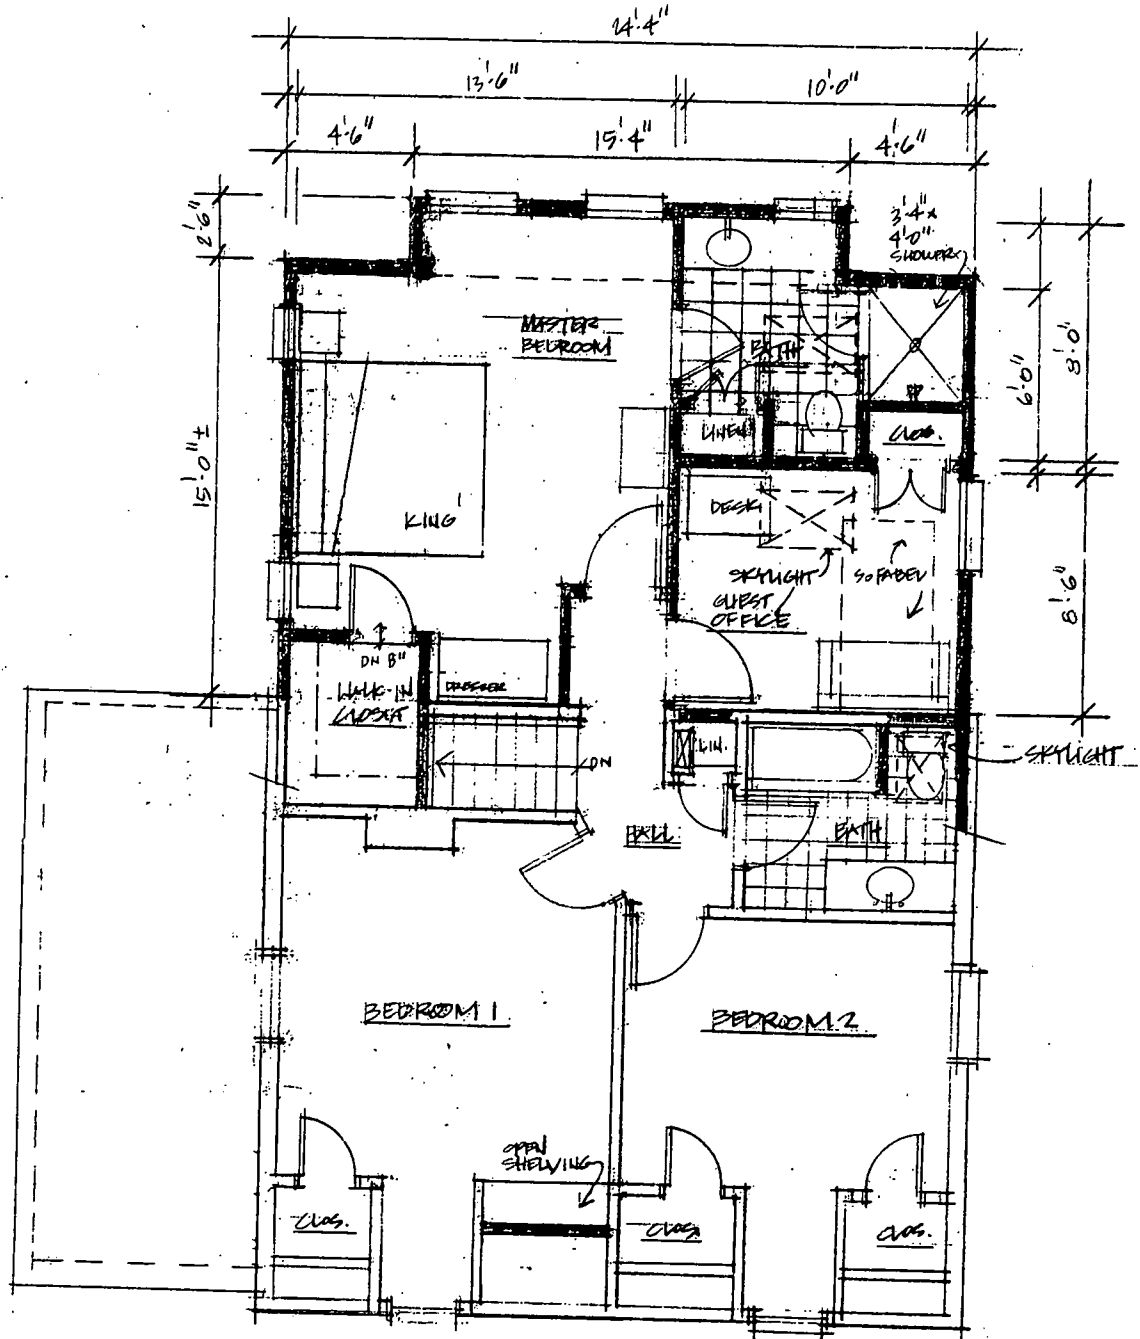 24'-4"
13'-6"
10'-0"
4'-6"
15'-4"
4'-6"
2'-6"
3'-4" x
4'-0"
SHOWER
MASTER
BEDROOM
BATH
6'-0"
8'-0"
15'-0" ±
LINEN
CLOS.
KING
DESK
SKYLIGHT
SOFABED
GUEST
OFFICE
8'-6"
DN 8"
WALK-IN
CLOSET
DRESSER
DN
LIN.
SKYLIGHT
HALL
BATH
BEDROOM 1
BEDROOM 2
OPEN
SHELVING
CLOS.
CLOS.
CLOS.